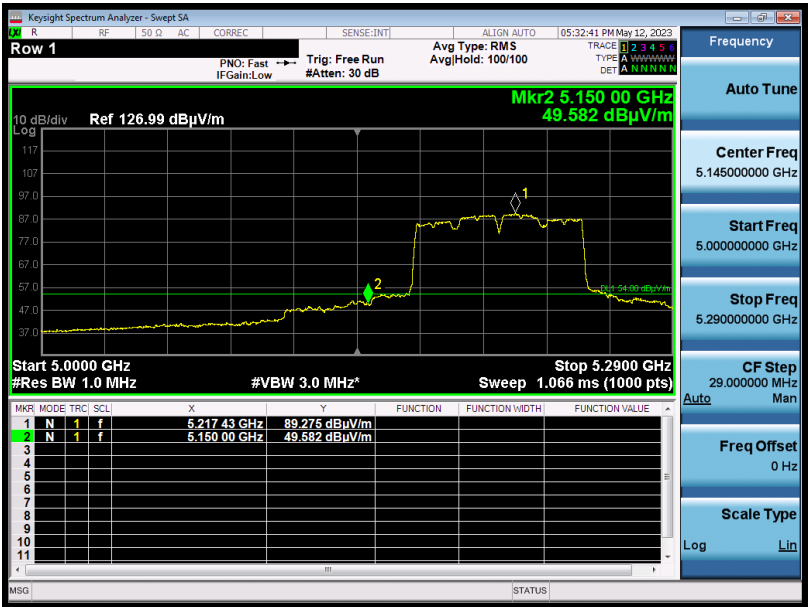 Keysight Spectrum Analyzer - Swept SA
R RF 50 Ω AC CORREC SENSE:INT ALIGN AUTO 05:32:41 PM May 12, 2023
Row 1
PNO: Fast
IFGain:Low
Trig: Free Run
#Atten: 30 dB
Avg Type: RMS
Avg|Hold: 100/100
TRACE 1 2 3 4 5 6
TYPE A WWWWW
DET A N N N N N
Mkr2 5.150 00 GHz
49.582 dBµV/m
10 dB/div Ref 126.99 dBµV/m
Log
117
107
97.0
87.0
77.0
67.0
57.0
47.0
37.0
1
2
DL1 54.00 dBµV/m
Start 5.0000 GHz Stop 5.2900 GHz
#Res BW 1.0 MHz #VBW 3.0 MHz* Sweep 1.066 ms (1000 pts)
MKR MODE TRC SCL X Y FUNCTION FUNCTION WIDTH FUNCTION VALUE
1 N 1 f 5.217 43 GHz 89.275 dBµV/m
2 N 1 f 5.150 00 GHz 49.582 dBµV/m
3
4
5
6
7
8
9
10
11
MSG STATUS
Frequency
Auto Tune
Center Freq
5.145000000 GHz
Start Freq
5.000000000 GHz
Stop Freq
5.290000000 GHz
CF Step
29.000000 MHz
Auto Man
Freq Offset
0 Hz
Scale Type
Log Lin